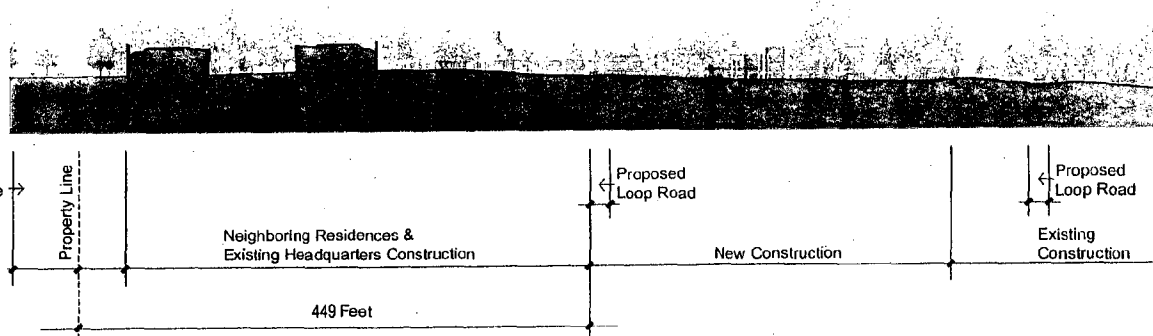 Property Line
Neighboring Residences &
Existing Headquarters Construction
Proposed
Loop Road
New Construction
Proposed
Loop Road
Existing
Construction
449 Feet